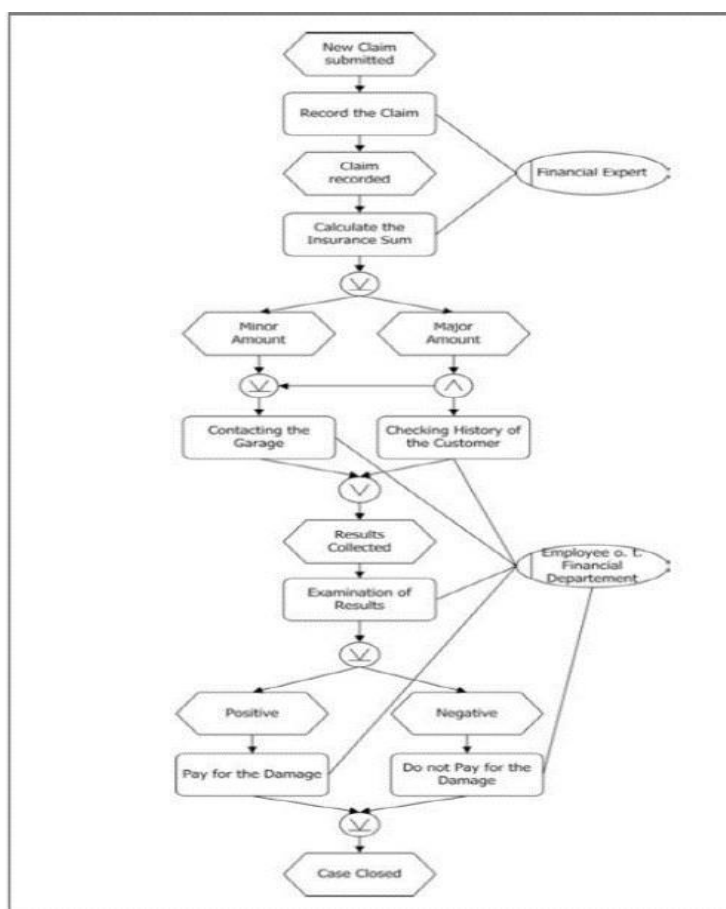 New Claim
submitted
Record the Claim
Claim
recorded
Financial Expert
Calculate the
Insurance Sum
Minor
Amount
Major
Amount
Contacting the
Garage
Checking History of
the Customer
Results
Collected
Employee o. t.
Financial
Departement
Examination of
Results
Positive
Negative
Pay for the Damage
Do not Pay for the
Damage
Case Closed